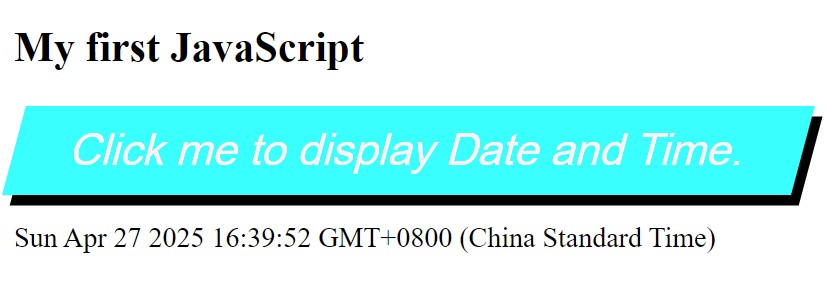 My first JavaScript
Click me to display Date and Time.
Sun Apr 27 2025 16:39:52 GMT+0800 (China Standard Time)